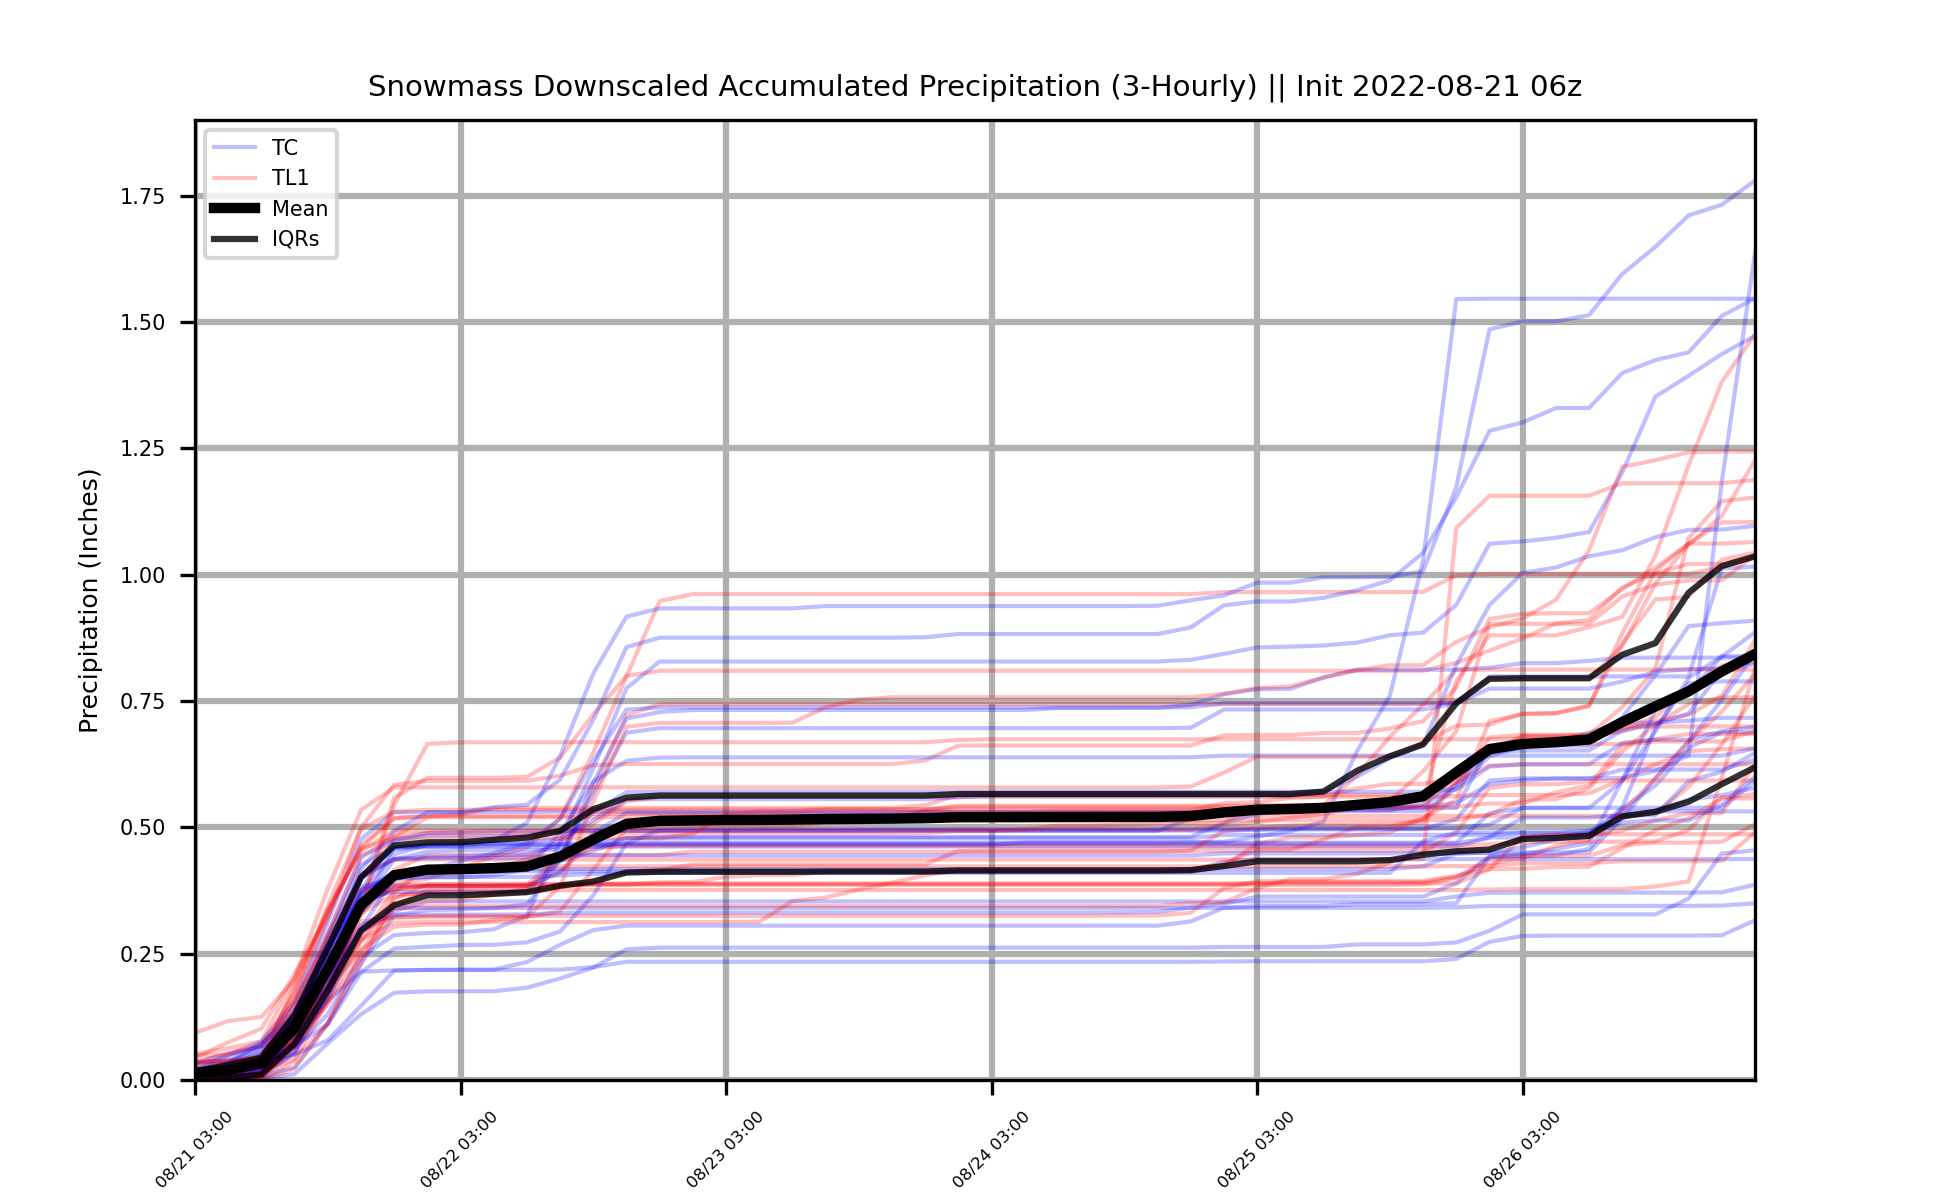 Snowmass Downscaled Accumulated Precipitation (3-Hourly) || Init 2022-08-21 06z
TC
TL1
Mean
IQRs
Precipitation (Inches)
1.75
1.50
1.25
1.00
0.75
0.50
0.25
0.00
08/21 03:00
08/22 03:00
08/23 03:00
08/24 03:00
08/25 03:00
08/26 03:00